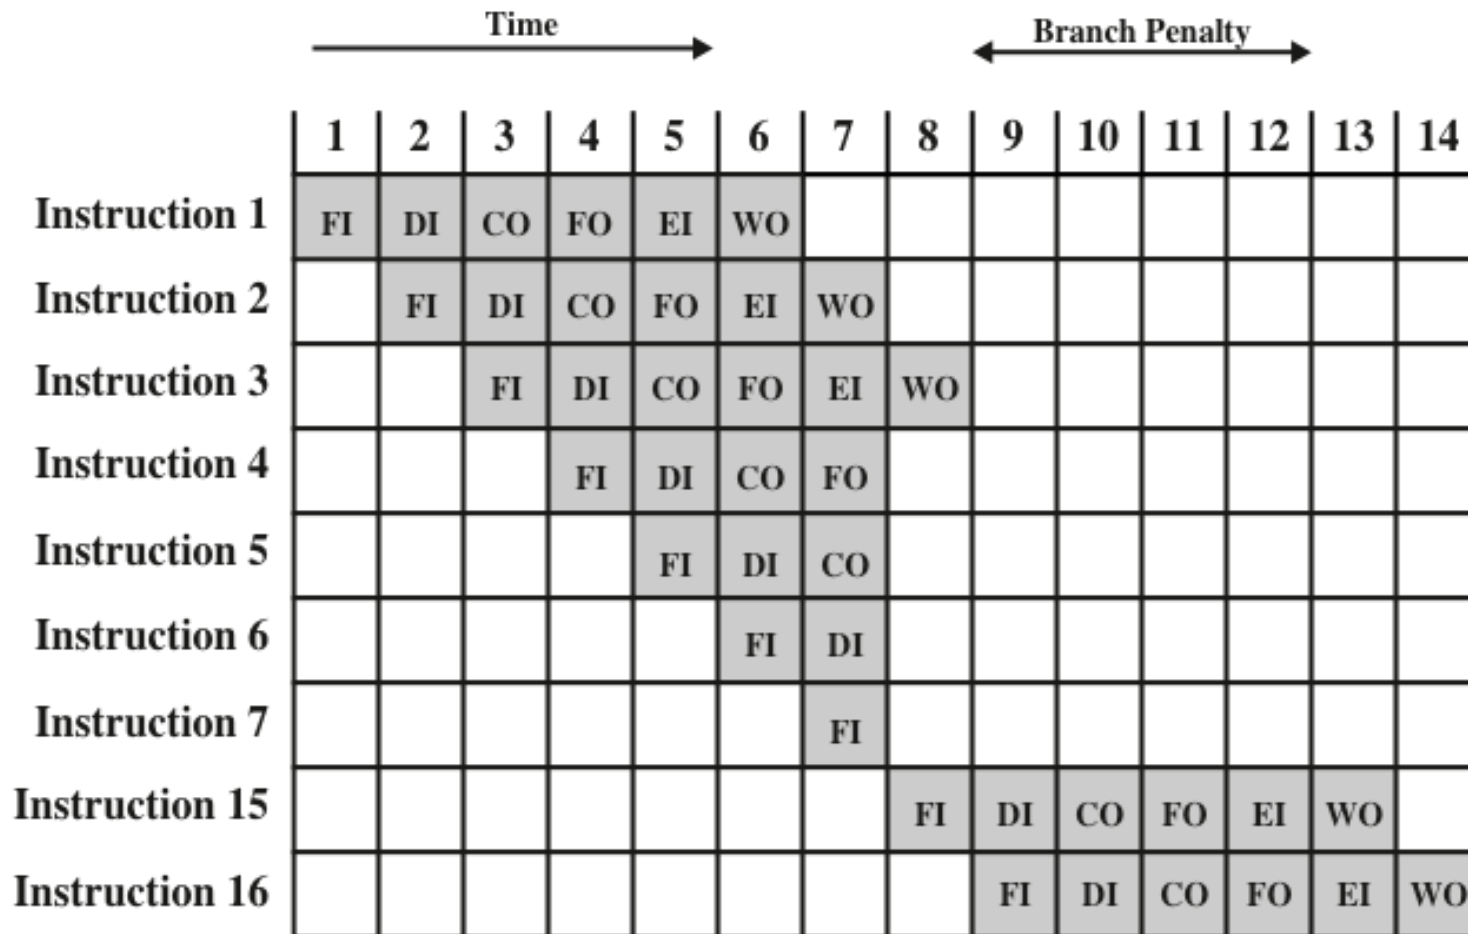 Time Branch Penalty
1 2 3 4 5 6 7 8 9 10 11 12 13 14
Instruction 1 FI DI CO FO EI WO
Instruction 2 FI DI CO FO EI WO
Instruction 3 FI DI CO FO EI WO
Instruction 4 FI DI CO FO
Instruction 5 FI DI CO
Instruction 6 FI DI
Instruction 7 FI
Instruction 15 FI DI CO FO EI WO
Instruction 16 FI DI CO FO EI WO